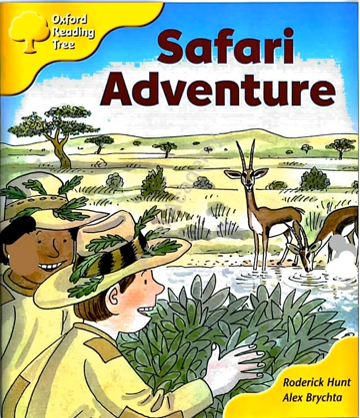 Oxford
Reading
Tree
Safari
Adventure
Roderick Hunt
Alex Brychta